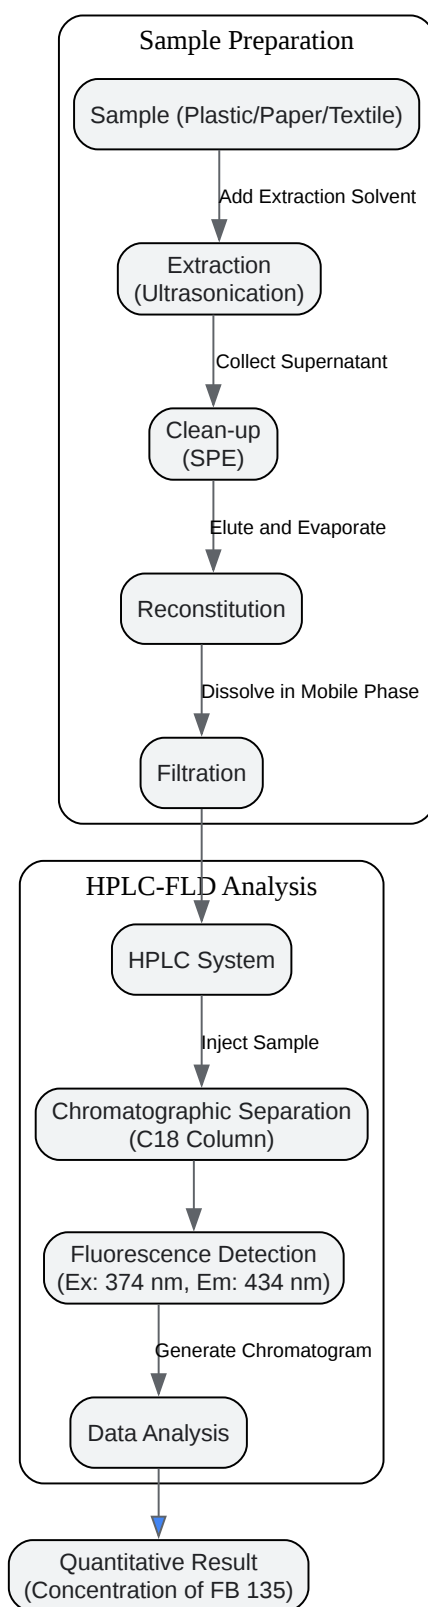 Sample Preparation
Sample (Plastic/Paper/Textile)
Add Extraction Solvent
Extraction
(Ultrasonication)
Collect Supernatant
Clean-up
(SPE)
Elute and Evaporate
Reconstitution
Dissolve in Mobile Phase
Filtration
HPLC-FLD Analysis
HPLC System
Inject Sample
Chromatographic Separation
(C18 Column)
Fluorescence Detection
(Ex: 374 nm, Em: 434 nm)
Generate Chromatogram
Data Analysis
Quantitative Result
(Concentration of FB 135)